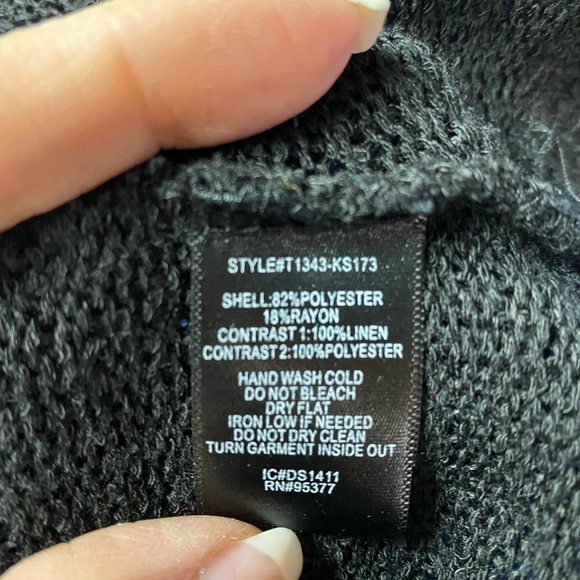 STYLE#T1343-KS173
SHELL:82%POLYESTER
18%RAYON
CONTRAST 1:100%LINEN
CONTRAST 2:100%POLYESTER
HAND WASH COLD
DO NOT BLEACH
DRY FLAT
IRON LOW IF NEEDED
DO NOT DRY CLEAN
TURN GARMENT INSIDE OUT
IC#DS1411
RN#95377